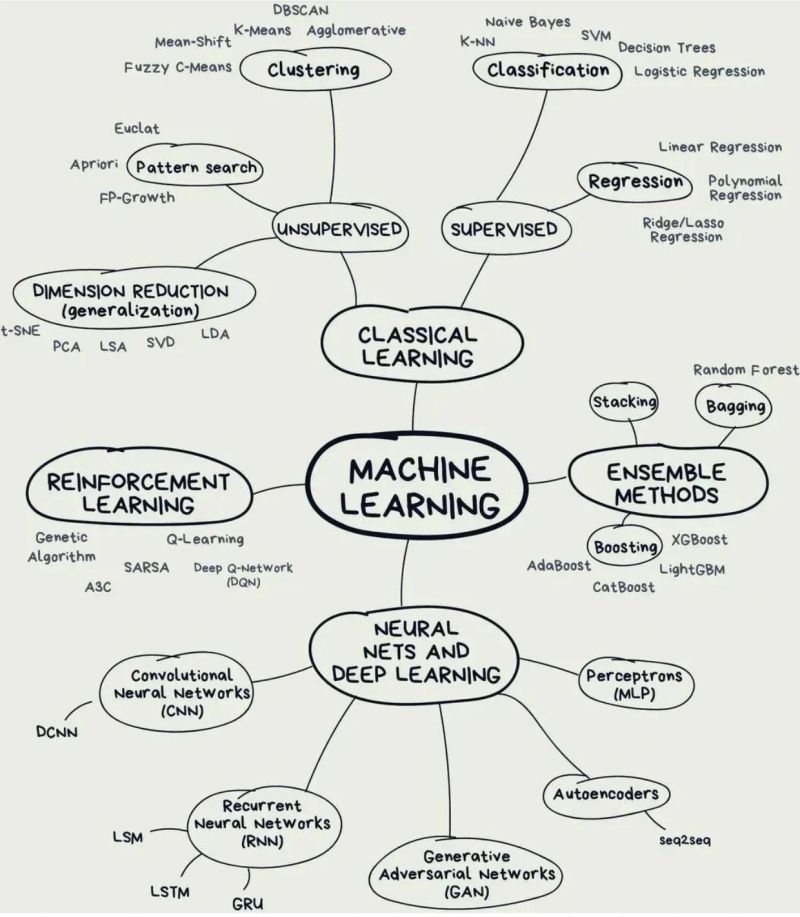 DBSCAN
K-Means Agglomerative
Mean-Shift
Fuzzy C-Means
Clustering
Naive Bayes
K-NN
SVM
Decision Trees
Classification
Logistic Regression
Euclat
Apriori
Pattern search
FP-Growth
Linear Regression
Regression
Polynomial
Regression
Ridge/Lasso
Regression
UNSUPERVISED
SUPERVISED
DIMENSION REDUCTION
(generalization)
t-SNE
PCA
LSA
SVD
LDA
CLASSICAL
LEARNING
Random Forest
Stacking
Bagging
MACHINE
LEARNING
REINFORCEMENT
LEARNING
ENSEMBLE
METHODS
Genetic
Algorithm
Q-Learning
SARSA
Deep Q-Network
(DQN)
A3C
Boosting
XGBoost
AdaBoost
LightGBM
CatBoost
NEURAL
NETS AND
DEEP LEARNING
Convolutional
Neural Networks
(CNN)
DCNN
Perceptrons
(MLP)
Recurrent
Neural Networks
(RNN)
LSM
LSTM
GRU
Autoencoders
seq2seq
Generative
Adversarial Networks
(GAN)